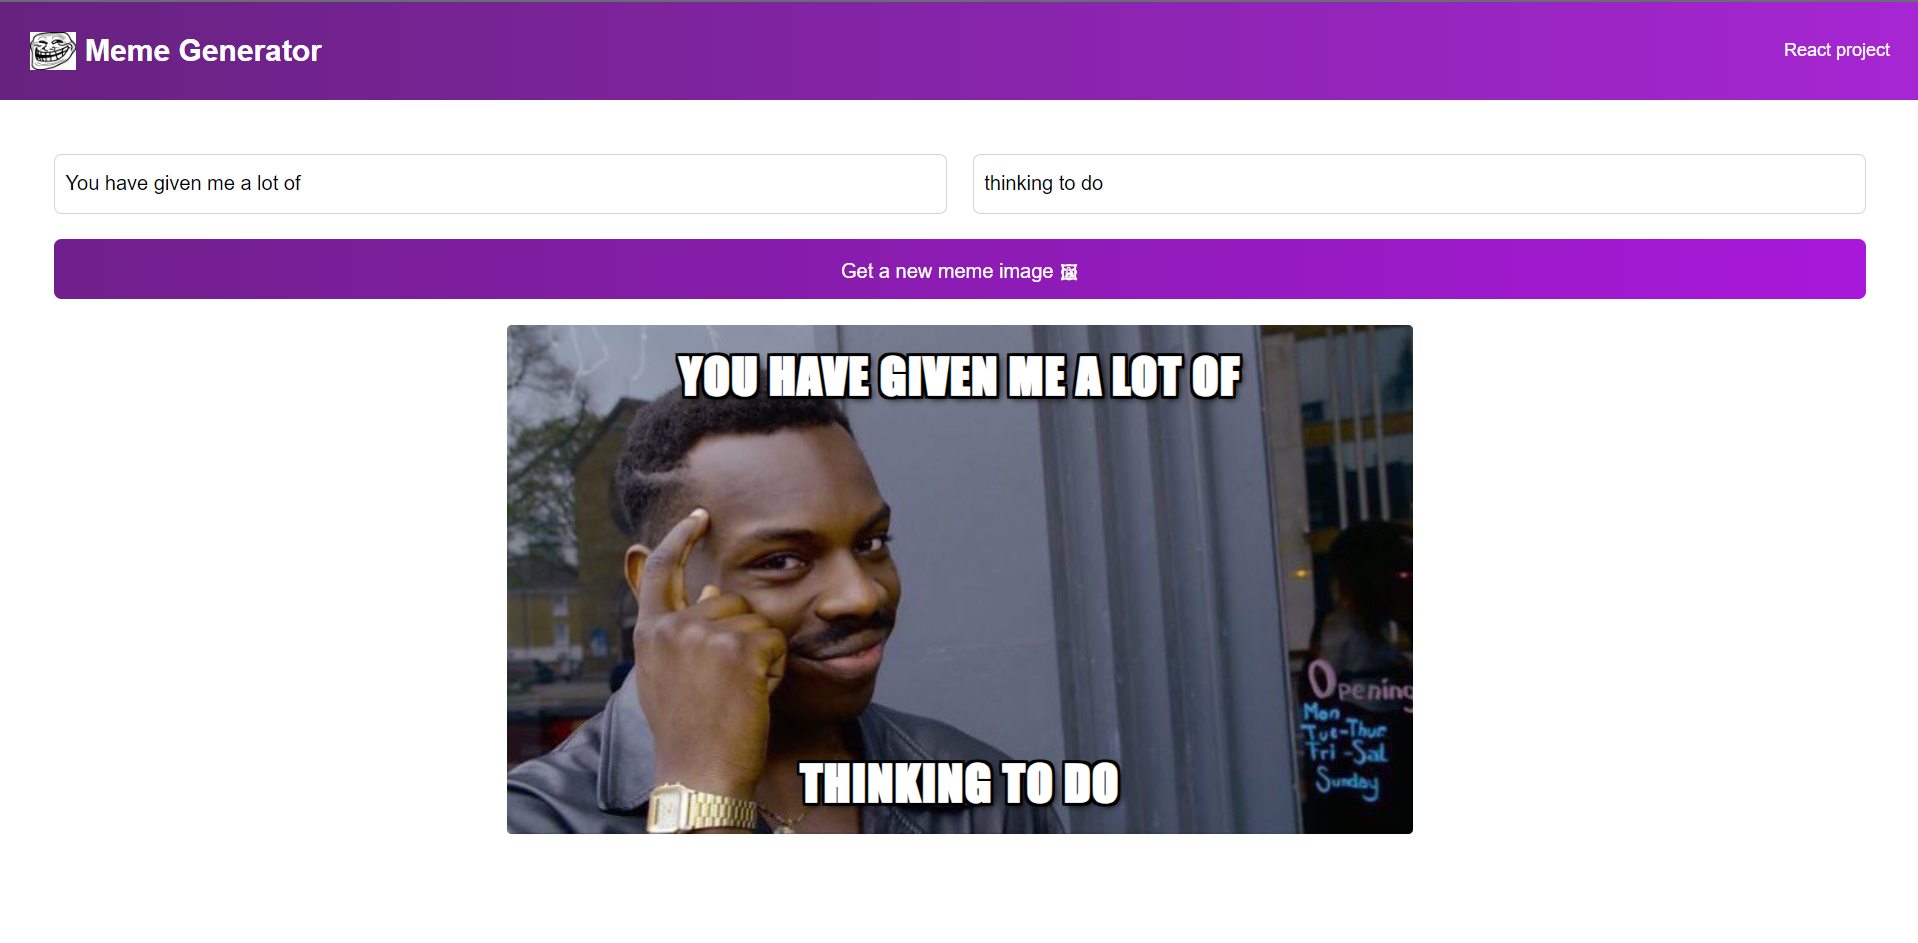 Meme Generator
React project
You have given me a lot of
thinking to do
Get a new meme image 🖼
YOU HAVE GIVEN ME A LOT OF
Opening
Mon
Tue-Thur
Fri-Sat
Sunday
THINKING TO DO